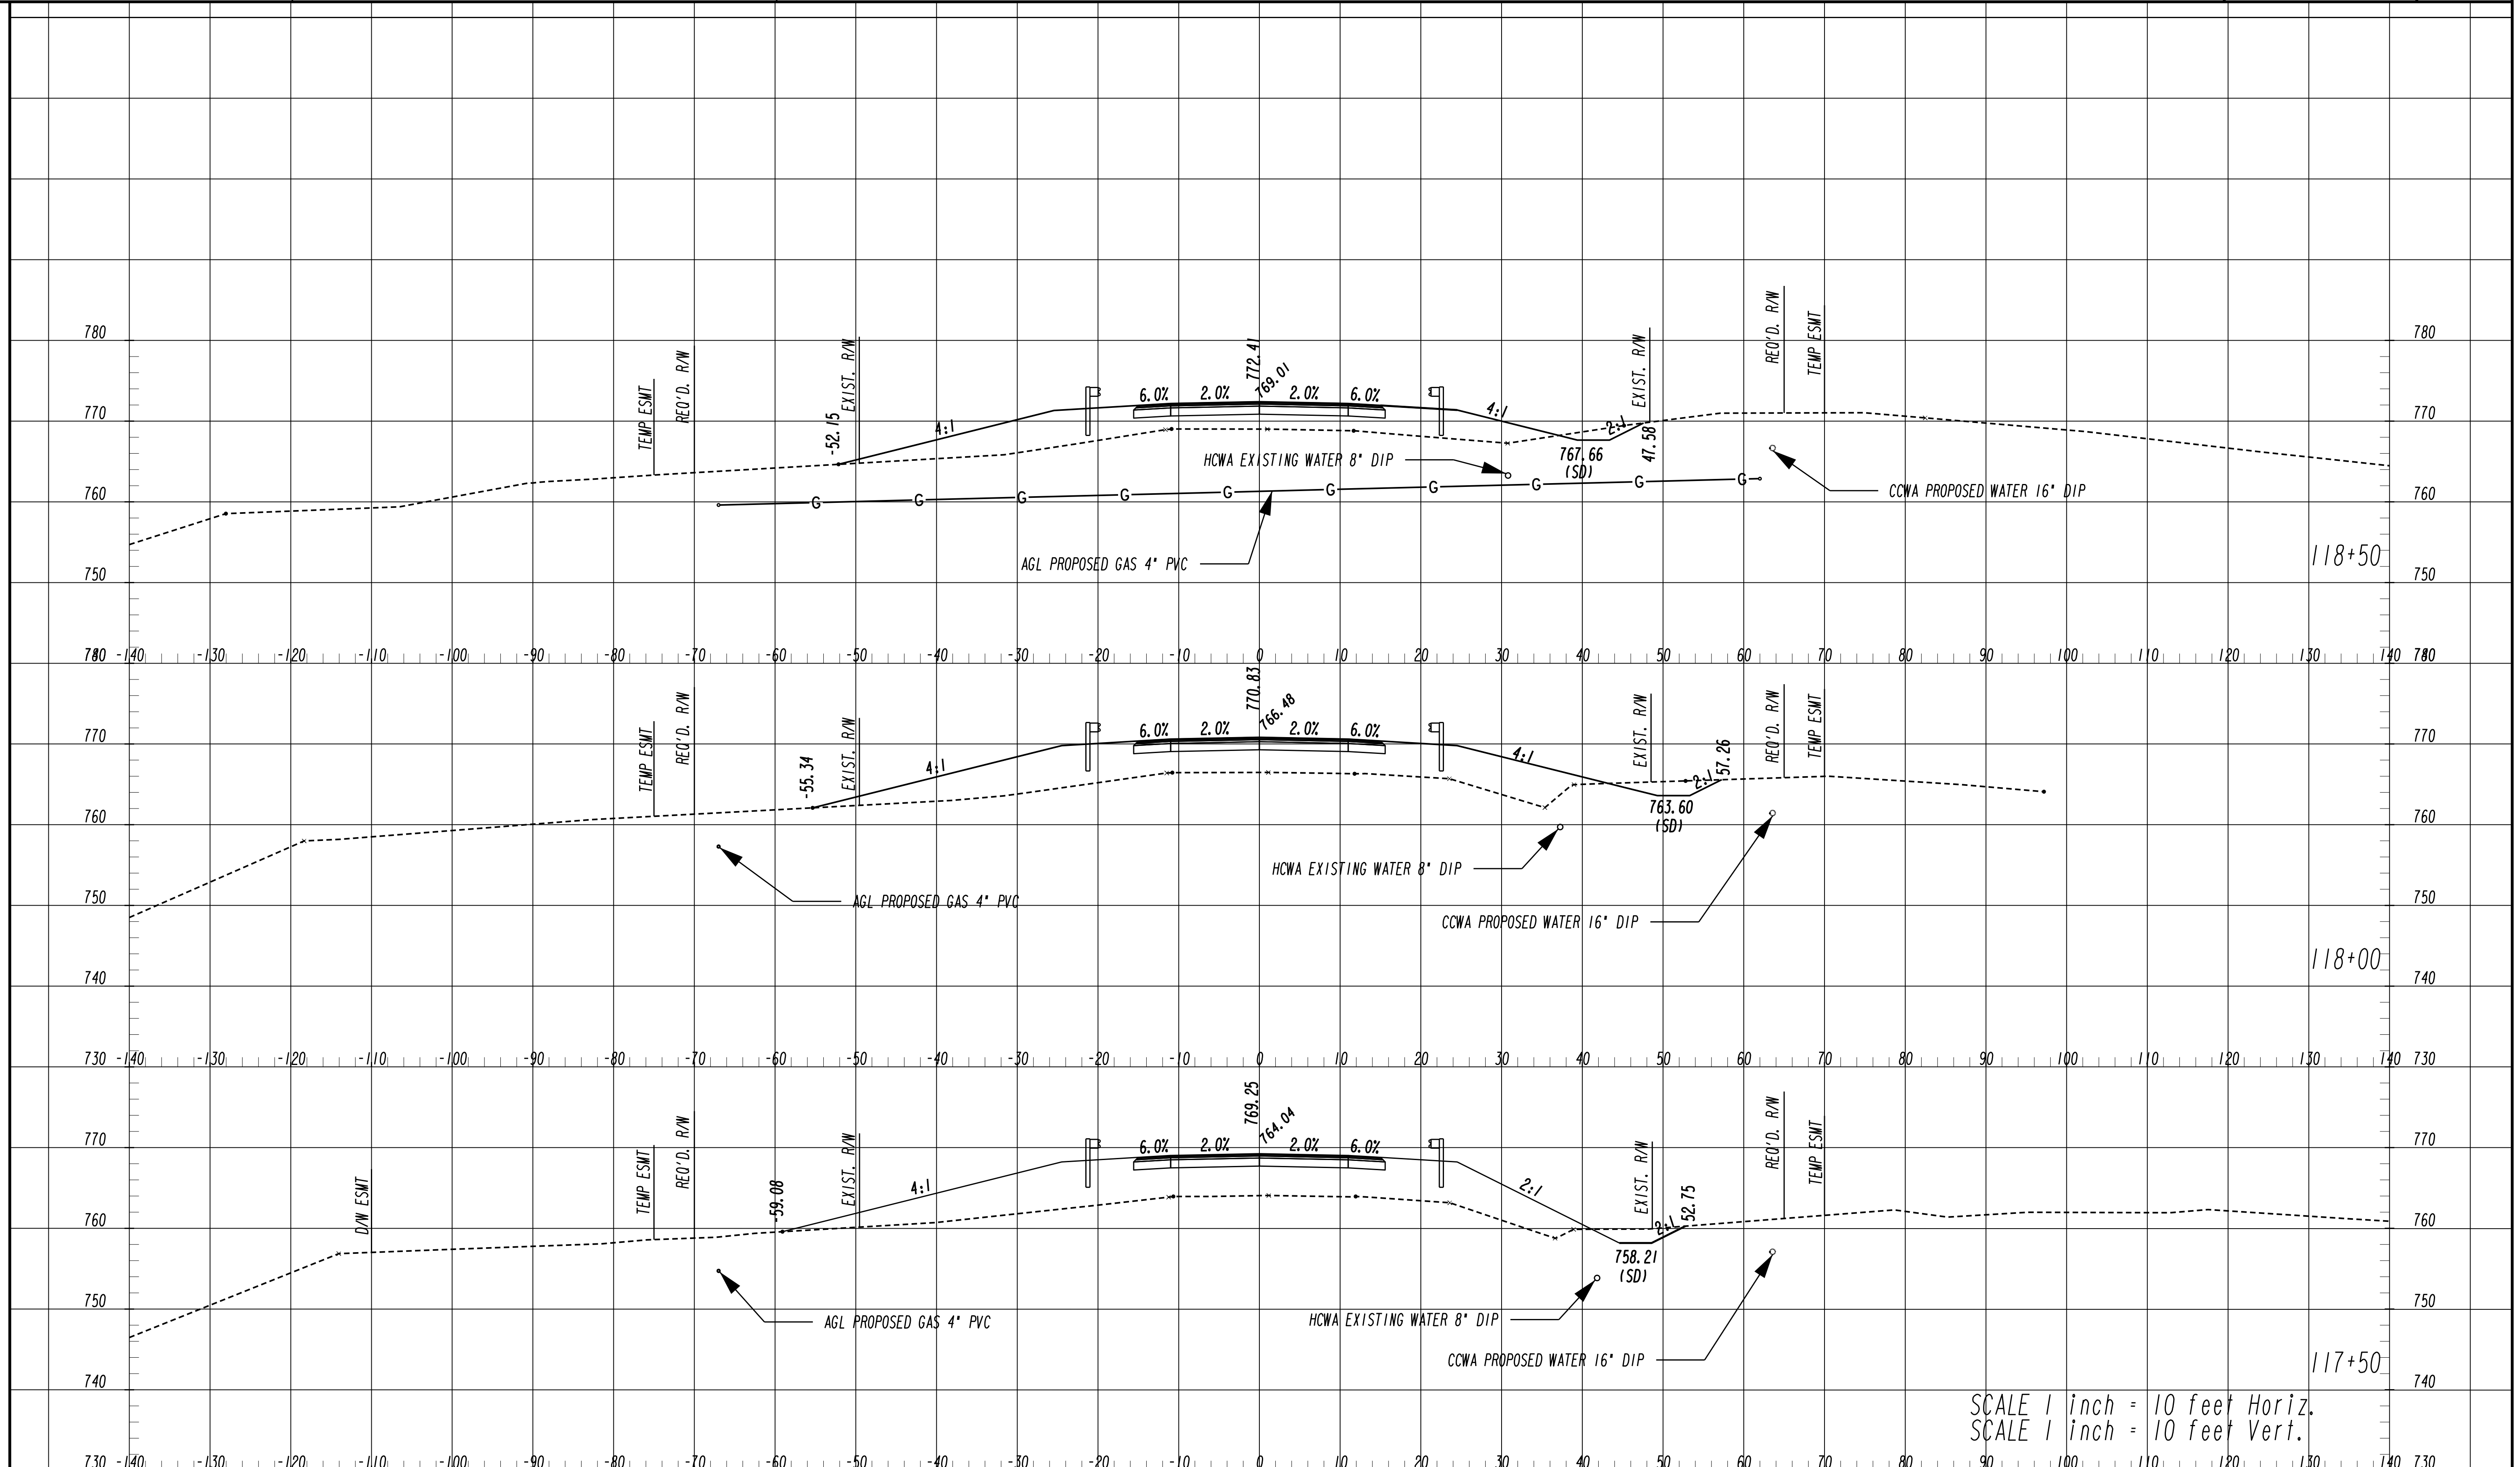 780 780
TEMP ESMT REQ'D. R/W -52.15 EXIST. R/W 4:1 6.0% 2.0% 772.41 769.01 2.0% 6.0% 4:1 2:1 EXIST. R/W 47.58 REQ'D. R/W TEMP ESMT
770 770
HCWA EXISTING WATER 8" DIP
767.66
(SD)
760 G G G G G G G G G G 760
CCWA PROPOSED WATER 16" DIP
AGL PROPOSED GAS 4" PVC
118+50
750 750
-140 -130 -120 -110 -100 -90 -80 -70 -60 -50 -40 -30 -20 -10 0 10 20 30 40 50 60 70 80 90 100 110 120 130 140
TEMP ESMT REQ'D. R/W -55.34 EXIST. R/W 4:1 6.0% 2.0% 770.83 766.48 2.0% 6.0% 4:1 EXIST. R/W 2:1 57.26 REQ'D. R/W TEMP ESMT
770 770
763.60
(SD)
760 760
HCWA EXISTING WATER 8" DIP
AGL PROPOSED GAS 4" PVC
750 750
CCWA PROPOSED WATER 16" DIP
118+00
740 740
730 -140 -130 -120 -110 -100 -90 -80 -70 -60 -50 -40 -30 -20 -10 0 10 20 30 40 50 60 70 80 90 100 110 120 130 140 730
D/W ESMT TEMP ESMT REQ'D. R/W -59.08 EXIST. R/W 4:1 6.0% 2.0% 769.25 764.04 2.0% 6.0% 2:1 EXIST. R/W 2:1 52.75 REQ'D. R/W TEMP ESMT
770 770
760 760
758.21
(SD)
750 750
AGL PROPOSED GAS 4" PVC
HCWA EXISTING WATER 8" DIP
CCWA PROPOSED WATER 16" DIP
117+50
740 740
SCALE 1 inch = 10 feet Horiz.
SCALE 1 inch = 10 feet Vert.
730 -140 -130 -120 -110 -100 -90 -80 -70 -60 -50 -40 -30 -20 -10 0 10 20 30 40 50 60 70 80 90 100 110 120 130 140 730